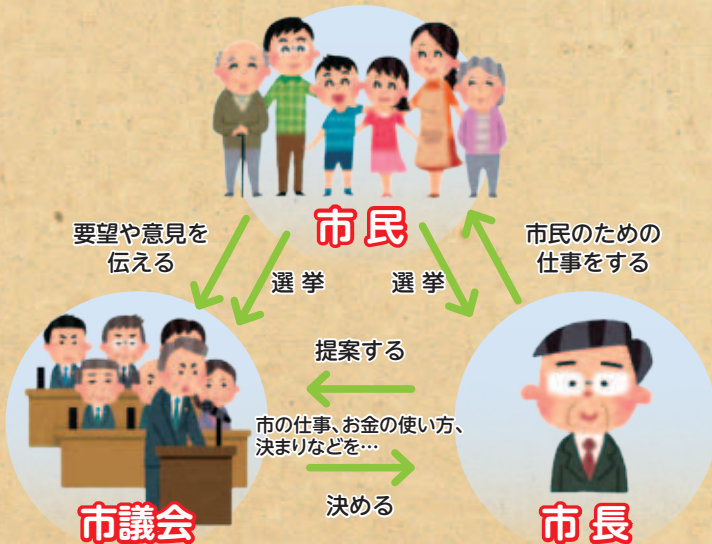 市民
要望や意見を
伝える
選挙
選挙
市民のための
仕事をする
提案する
市の仕事、お金の使い方、
決まりなどを…
決める
市議会
市長